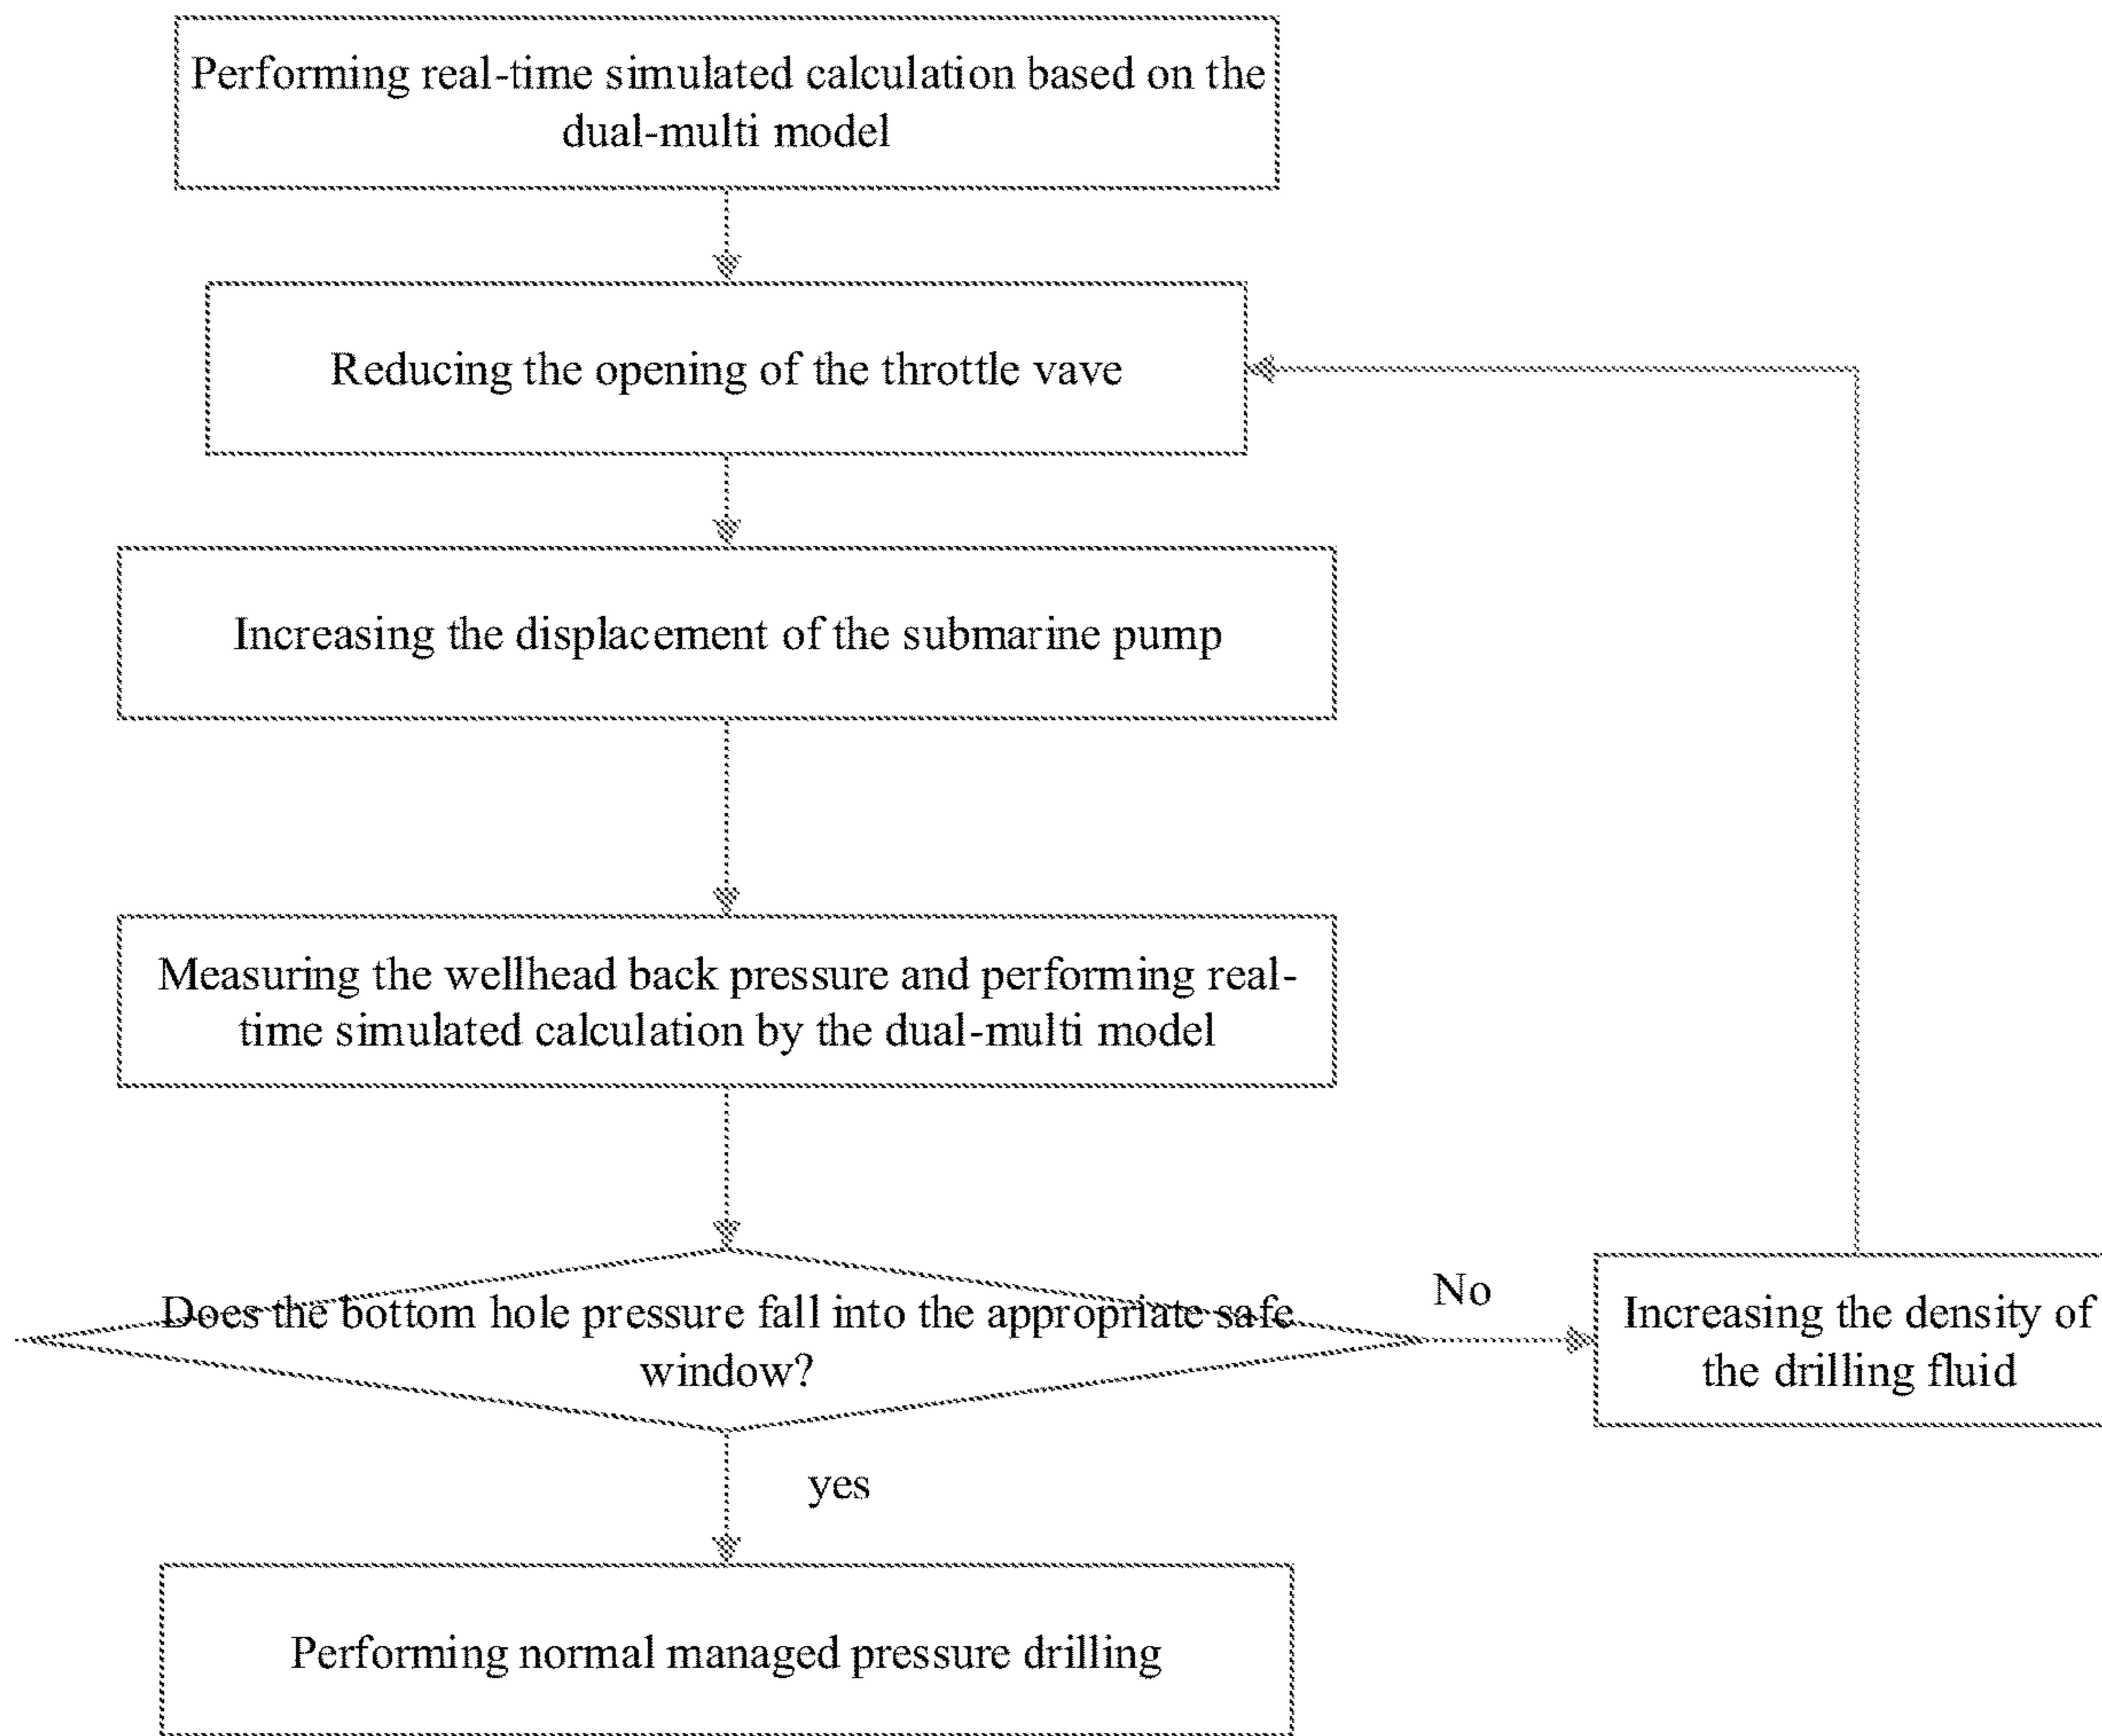 Performing real-time simulated calculation based on the
dual-multi model
Reducing the opening of the throttle vave
Increasing the displacement of the submarine pump
Measuring the wellhead back pressure and performing real-
time simulated calculation by the dual-multi model
Does the bottom hole pressure fall into the appropriate safe
window?
No
Increasing the density of
the drilling fluid
yes
Performing normal managed pressure drilling